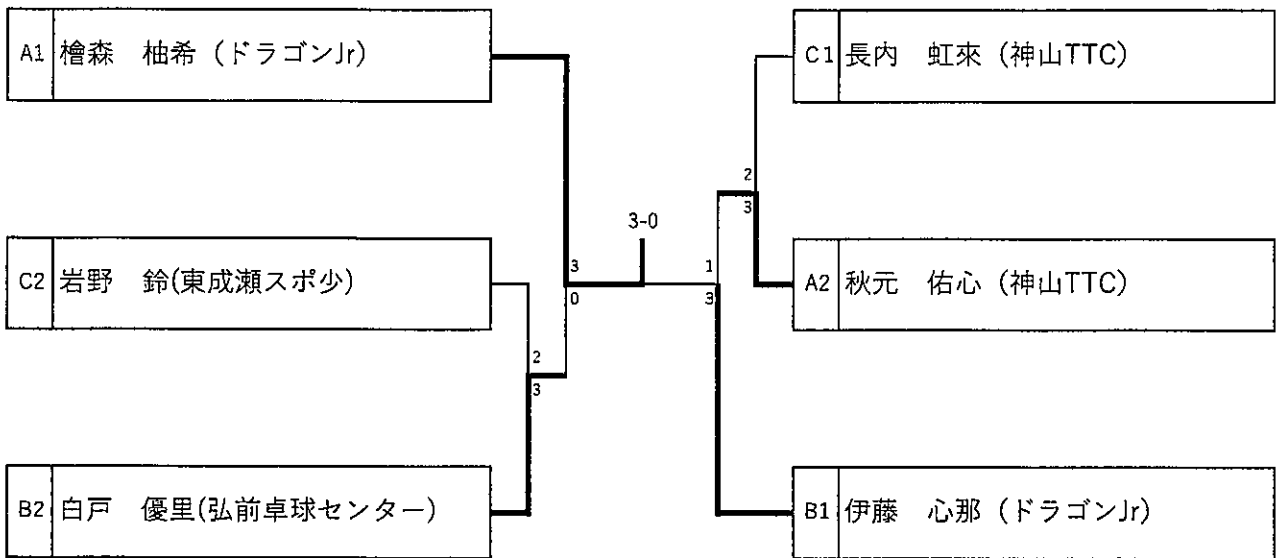 A1 檜森 柚希 (ドラゴンJr)
C2 岩野 鈴(東成瀬スポ少)
B2 白戸 優里(弘前卓球センター)
3
0
2
3
3-0
1
3
2
3
C1 長内 虹來 (神山TTC)
A2 秋元 佑心 (神山TTC)
B1 伊藤 心那 (ドラゴンJr)